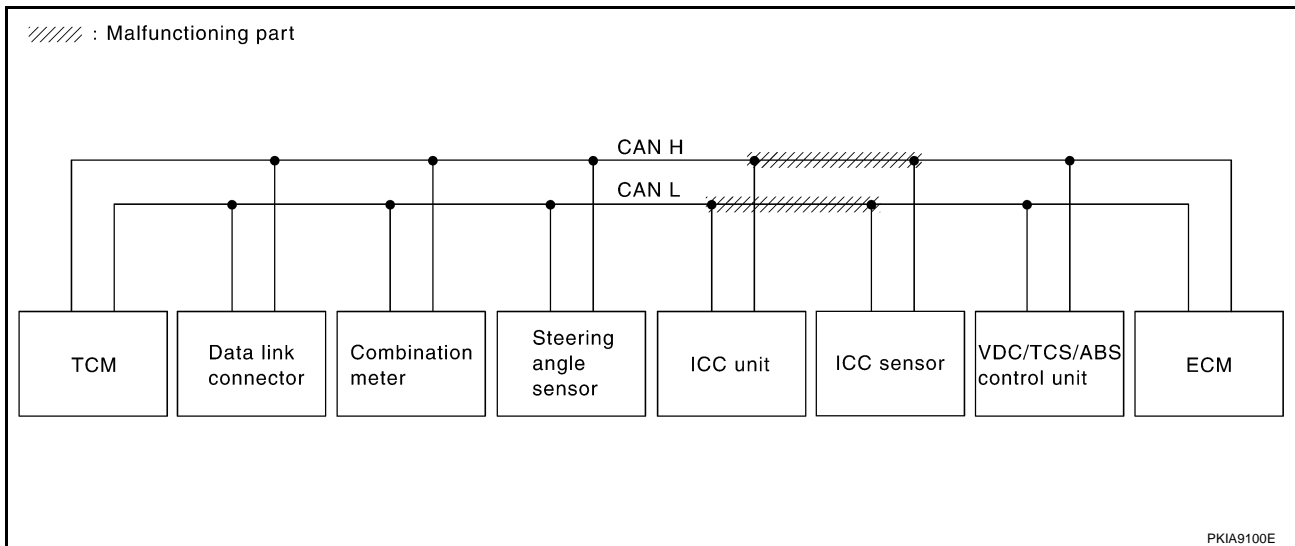 : Malfunctioning part
CAN H
CAN L
TCM
Data link
connector
Combination
meter
Steering
angle
sensor
ICC unit
ICC sensor
VDC/TCS/ABS
control unit
ECM
PKIA9100E